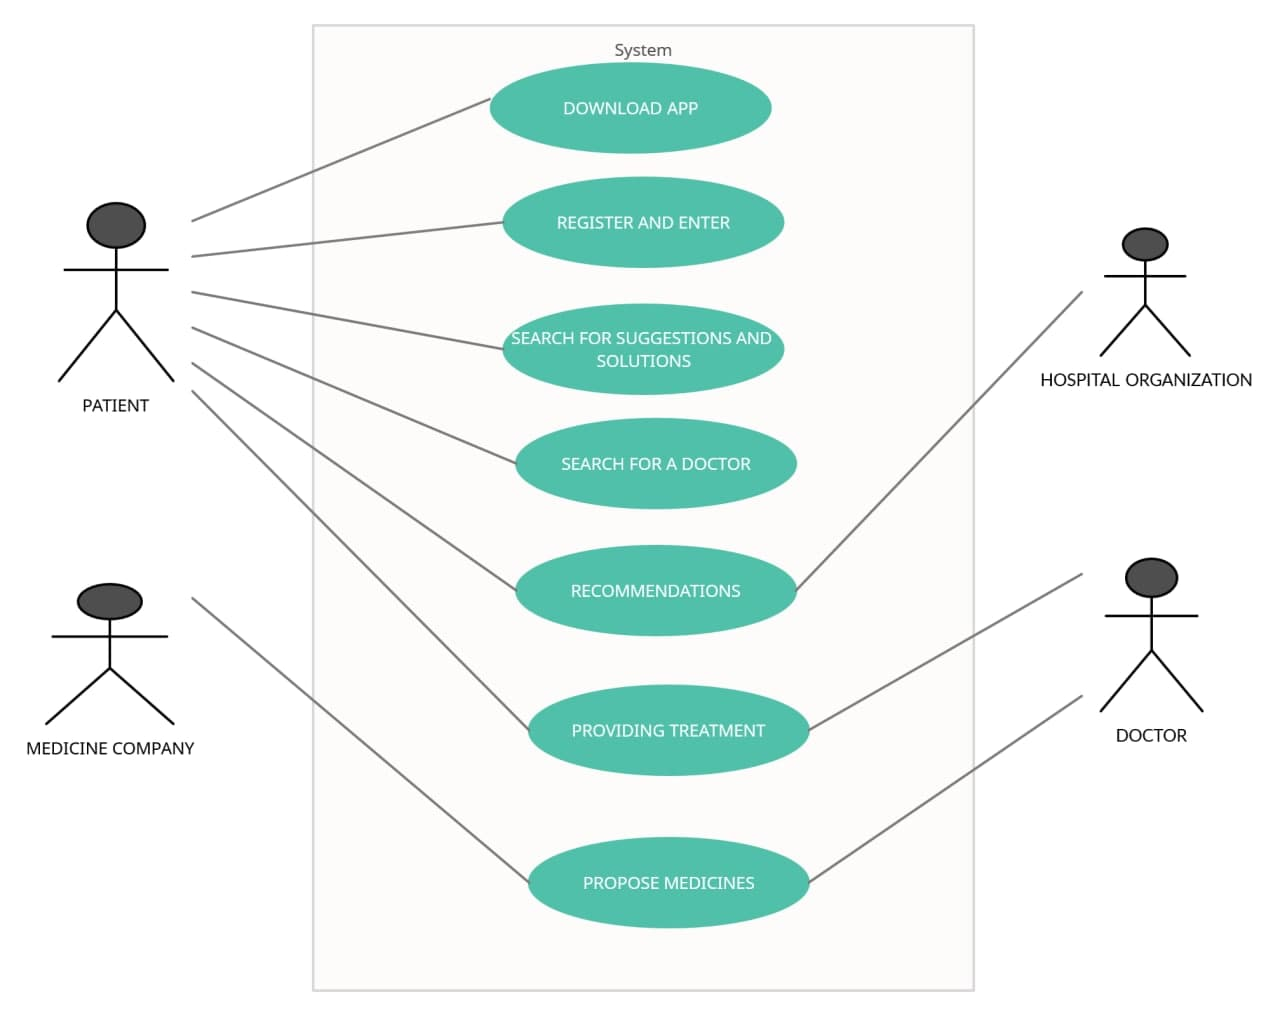 System
DOWNLOAD APP
REGISTER AND ENTER
SEARCH FOR SUGGESTIONS AND
SOLUTIONS
SEARCH FOR A DOCTOR
RECOMMENDATIONS
PROVIDING TREATMENT
PROPOSE MEDICINES
PATIENT
MEDICINE COMPANY
HOSPITAL ORGANIZATION
DOCTOR